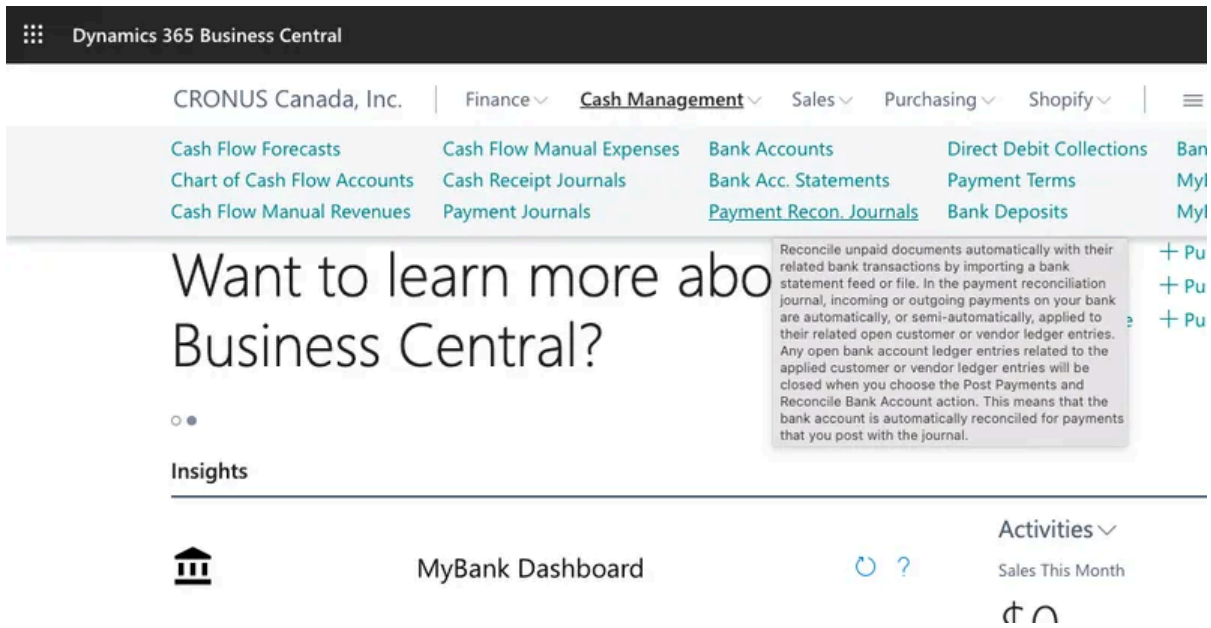 Dynamics 365 Business Central
CRONUS Canada, Inc.
Finance
Cash Management
Sales
Purchasing
Shopify
Cash Flow Forecasts
Cash Flow Manual Expenses
Bank Accounts
Direct Debit Collections
Ban
Chart of Cash Flow Accounts
Cash Receipt Journals
Bank Acc. Statements
Payment Terms
Cash Flow Manual Revenues
Payment Journals
Payment Recon. Journals
Bank Deposits
Want to learn more abo
Business Central?
Reconcile unpaid documents automatically with their
related bank transactions by importing a bank
statement feed or file. In the payment reconciliation
journal, incoming or outgoing payments on your bank
are automatically, or semi-automatically, applied to
their related open customer or vendor ledger entries.
Any open bank account ledger entries related to the
applied customer or vendor ledger entries will be
closed when you choose the Post Payments and
Reconcile Bank Account action. This means that the
bank account is automatically reconciled for payments
that you post with the journal.
+ Pu
+ Pu
+ Pu
Insights
MyBank Dashboard
?
Activities
Sales This Month
$0